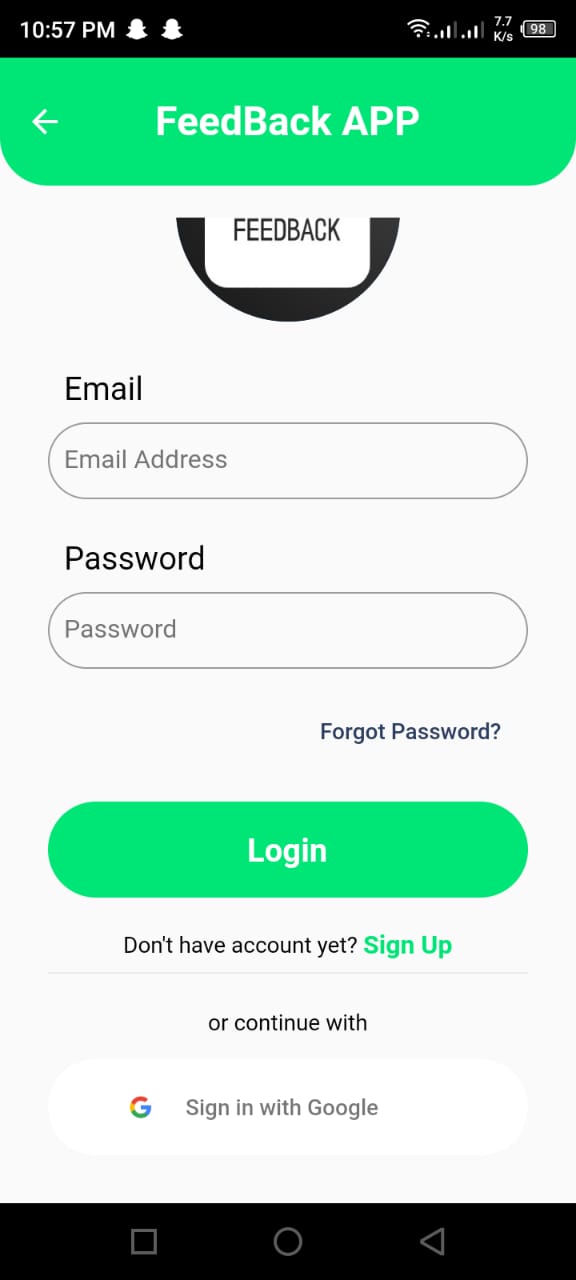 10:57 PM 7.7 K/s 98
FeedBack APP
FEEDBACK
Email
Email Address
Password
Password
Forgot Password?
Login
Don't have account yet? Sign Up
or continue with
Sign in with Google